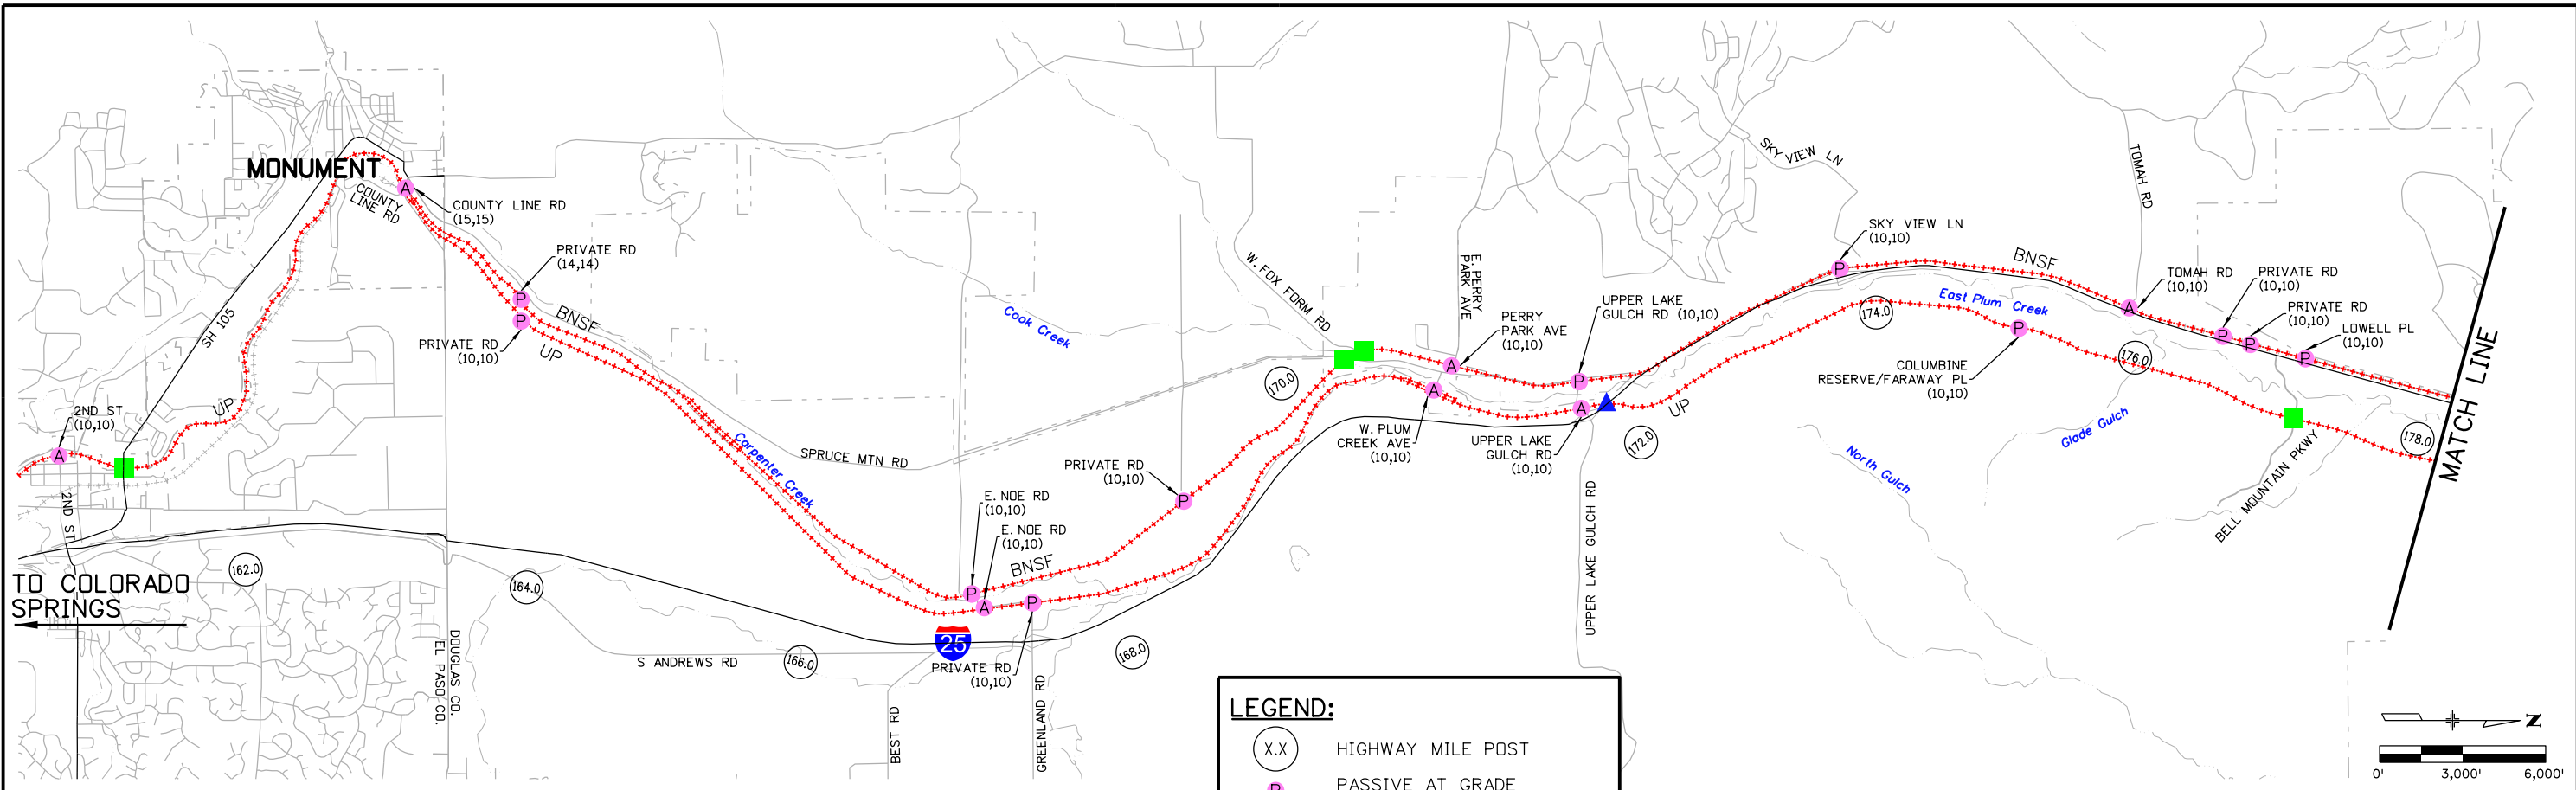 MONUMENT
COUNTY
LINE RD
A
COUNTY LINE RD
(15,15)
PRIVATE RD
(14,14)
P
P
PRIVATE RD
(10,10)
BNSF
UP
SH 105
UP
2ND ST
(10,10)
A
2ND ST
TO COLORADO
SPRINGS
162.0
164.0
DOUGLAS CO.
EL PASO CO.
Carpenter Creek
SPRUCE MTN RD
S ANDREWS RD
166.0
25
BEST RD
E. NOE RD
(10,10)
E. NOE RD
(10,10)
P
A
P
BNSF
PRIVATE RD
(10,10)
GREENLAND RD
168.0
PRIVATE RD
(10,10)
P
Cook Creek
W. FOX FORM RD
170.0
E. PERRY
PARK AVE
PERRY
PARK AVE
(10,10)
A
A
W. PLUM
CREEK AVE
(10,10)
UPPER LAKE
GULCH RD (10,10)
P
A
UPPER LAKE
GULCH RD
(10,10)
UPPER LAKE GULCH RD
172.0
UP
SKY VIEW LN
SKY VIEW LN
(10,10)
P
BNSF
174.0
East Plum Creek
P
COLUMBINE
RESERVE/FARAWAY PL
(10,10)
North Gulch
Glade Gulch
176.0
TOMAH RD
TOMAH RD
(10,10)
A
PRIVATE RD
(10,10)
P
PRIVATE RD
(10,10)
P
LOWELL PL
(10,10)
P
BELL MOUNTAIN PKWY
178.0
MATCH LINE
LEGEND:
X.X HIGHWAY MILE POST
P PASSIVE AT GRADE
N
0' 3,000' 6,000'